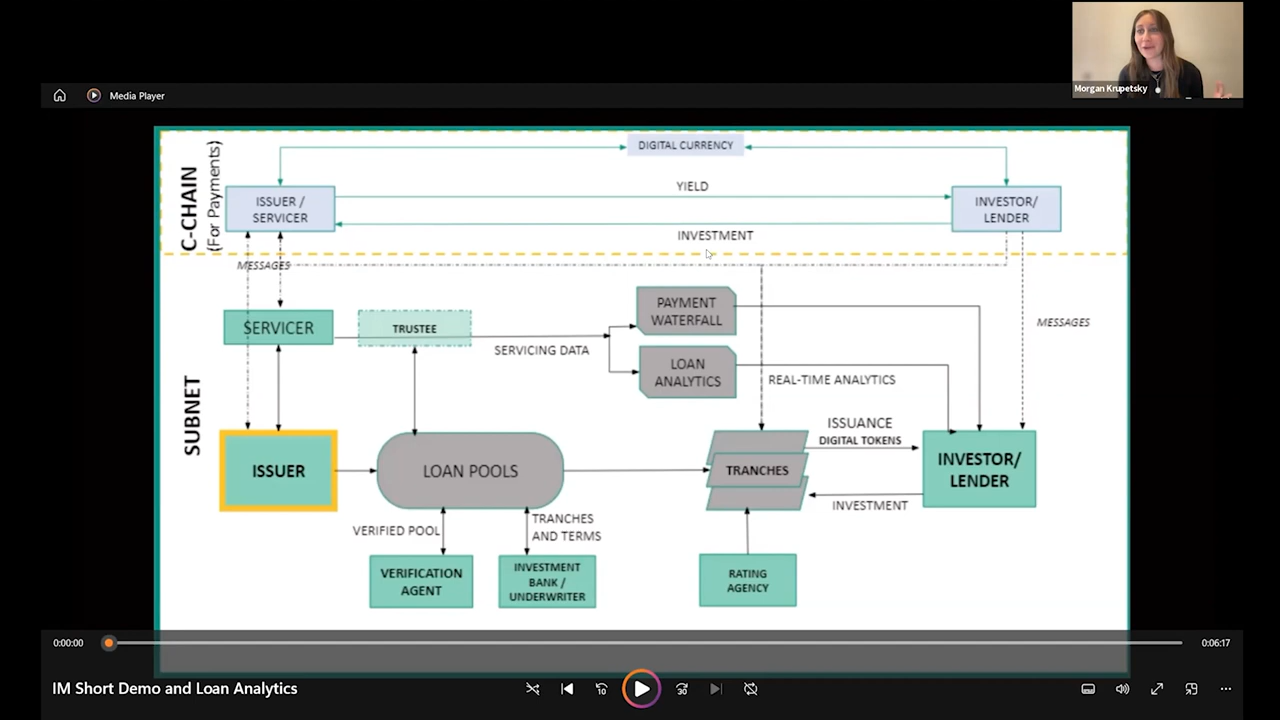 Morgan Krupetsky
Media Player
C-CHAIN
(For Payments)
DIGITAL CURRENCY
ISSUER /
SERVICER
YIELD
INVESTOR/
LENDER
INVESTMENT
MESSAGES
SUBNET
SERVICER
TRUSTEE
SERVICING DATA
PAYMENT
WATERFALL
LOAN
ANALYTICS
MESSAGES
REAL-TIME ANALYTICS
ISSUER
LOAN POOLS
TRANCHES
ISSUANCE
DIGITAL TOKENS
INVESTOR/
LENDER
INVESTMENT
VERIFIED POOL
TRANCHES
AND TERMS
VERIFICATION
AGENT
INVESTMENT
BANK /
UNDERWRITER
RATING
AGENCY
0:00:00
0:06:17
IM Short Demo and Loan Analytics
10
30